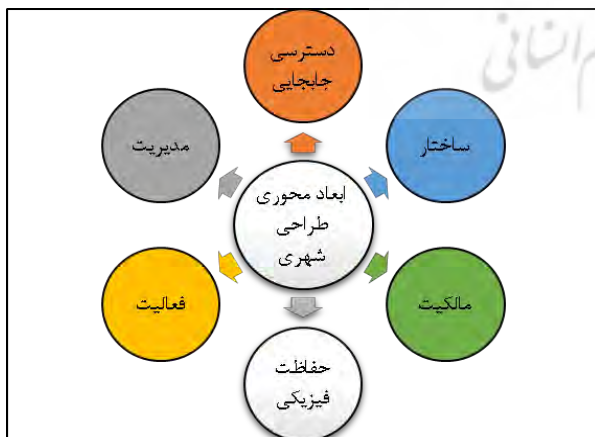 دسترسی
جابجایی
ساختار
مالکیت
حفاظت
فیزیکی
فعالیت
مدیریت
ابعاد محوری
طراحی
شهری